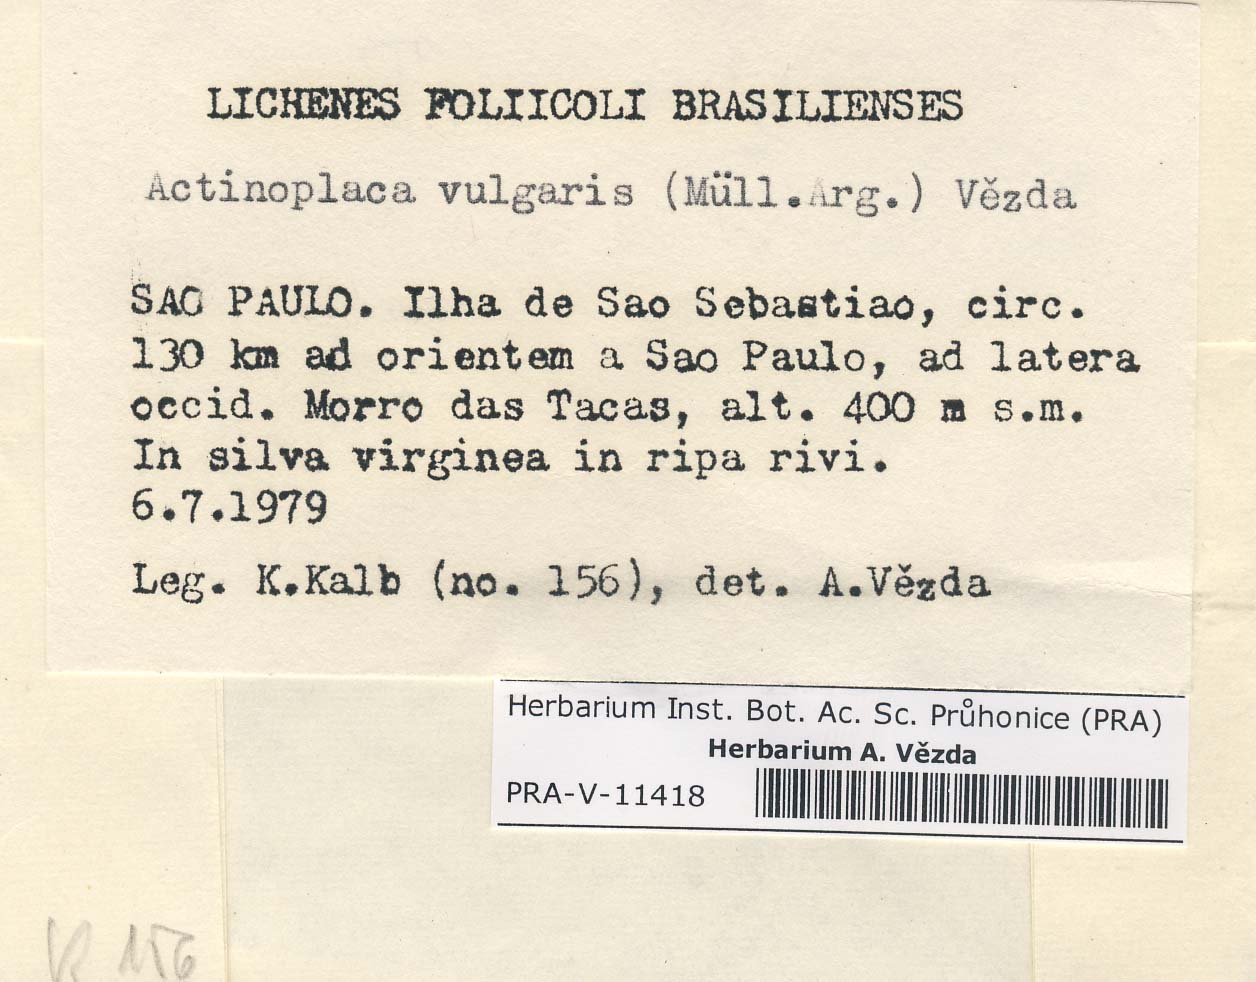 LICHENES FOLIICOLI BRASILIENSES
Actinoplaca vulgaris (Müll.Arg.) Vězda
SAO PAULO. Ilha de Sao Sebastiao, circ.
130 km ad orientem a Sao Paulo, ad latera
occid. Morro das Tacas, alt. 400 m s.m.
In silva virginea in ripa rivi.
6.7.1979
Leg. K.Kalb (no. 156), det. A.Vězda
Herbarium Inst. Bot. Ac. Sc. Průhonice (PRA)
Herbarium A. Vězda
PRA-V-11418
K 156